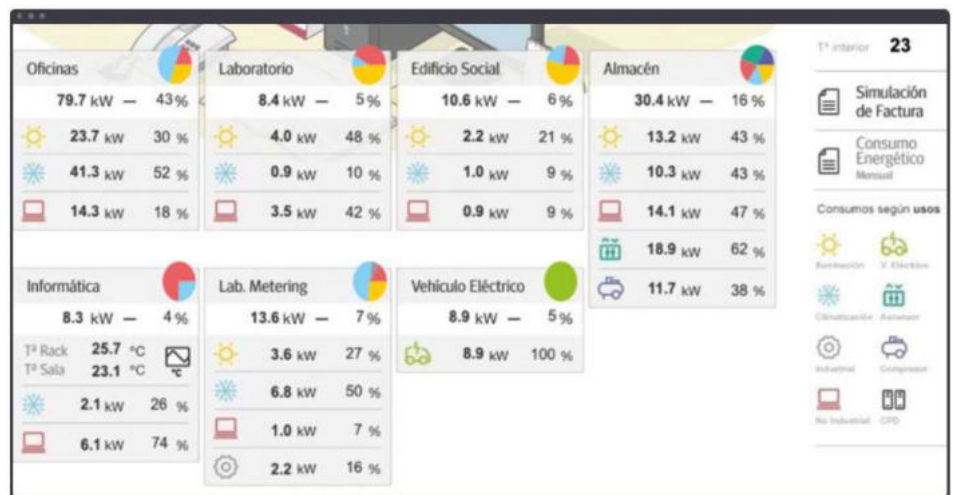 Oficinas
79.7 kW — 43 %
23.7 kW 30 %
41.3 kW 52 %
14.3 kW 18 %
Laboratorio
8.4 kW — 5 %
4.0 kW 48 %
0.9 kW 10 %
3.5 kW 42 %
Edificio Social
10.6 kW — 6 %
2.2 kW 21 %
1.0 kW 9 %
0.9 kW 9 %
Almacén
30.4 kW — 16 %
13.2 kW 43 %
10.3 kW 43 %
14.1 kW 47 %
18.9 kW 62 %
11.7 kW 38 %
Informática
8.3 kW — 4 %
Tª Rack 25.7 °C
Tª Sala 23.1 °C
°C
2.1 kW 26 %
6.1 kW 74 %
Lab. Metering
13.6 kW — 7 %
3.6 kW 27 %
6.8 kW 50 %
1.0 kW 7 %
2.2 kW 16 %
Vehículo Eléctrico
8.9 kW — 5 %
8.9 kW 100 %
Tª interior 23
Simulación
de Factura
Consumo
Energético
Mensual
Consumos según usos
Iluminación V. Eléctrico
Climatización Ascensor
Industrial Compresor
No Industrial CPD